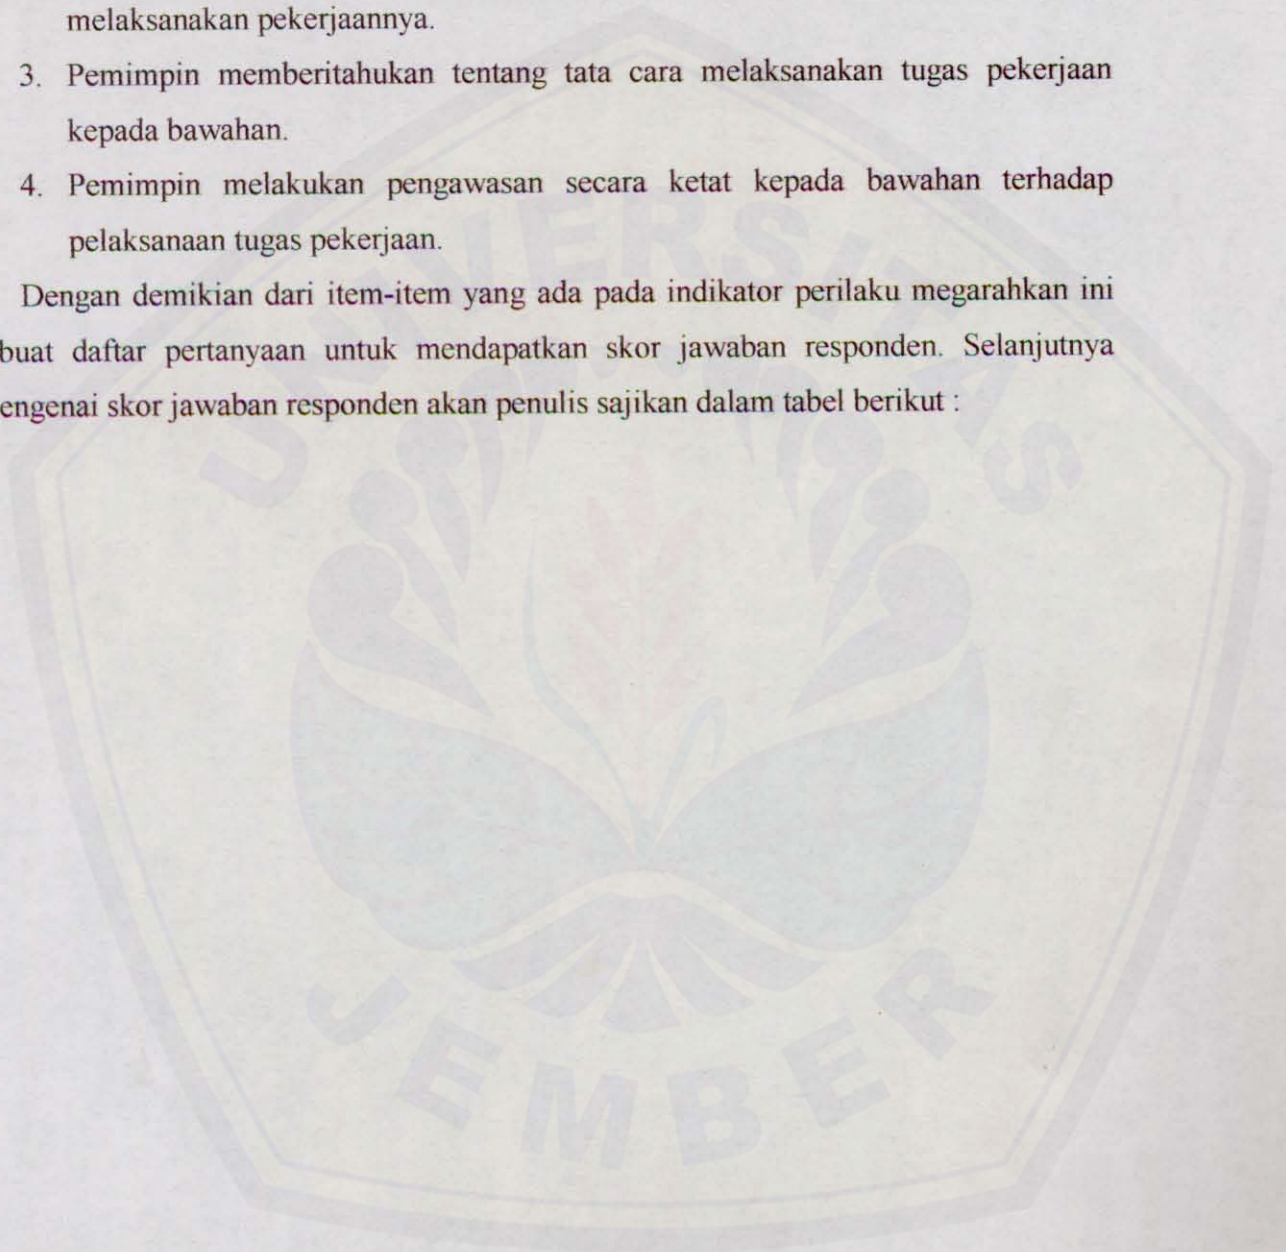 melaksanakan pekerjaannya.
3. Pemimpin memberitahukan tentang tata cara melaksanakan tugas pekerjaan
kepada bawahan.
4. Pemimpin melakukan pengawasan secara ketat kepada bawahan terhadap
pelaksanaan tugas pekerjaan.
Dengan demikian dari item-item yang ada pada indikator perilaku megarahkan ini
buat daftar pertanyaan untuk mendapatkan skor jawaban responden. Selanjutnya
engenai skor jawaban responden akan penulis sajikan dalam tabel berikut :
UNIVERSITAS
JEMBER